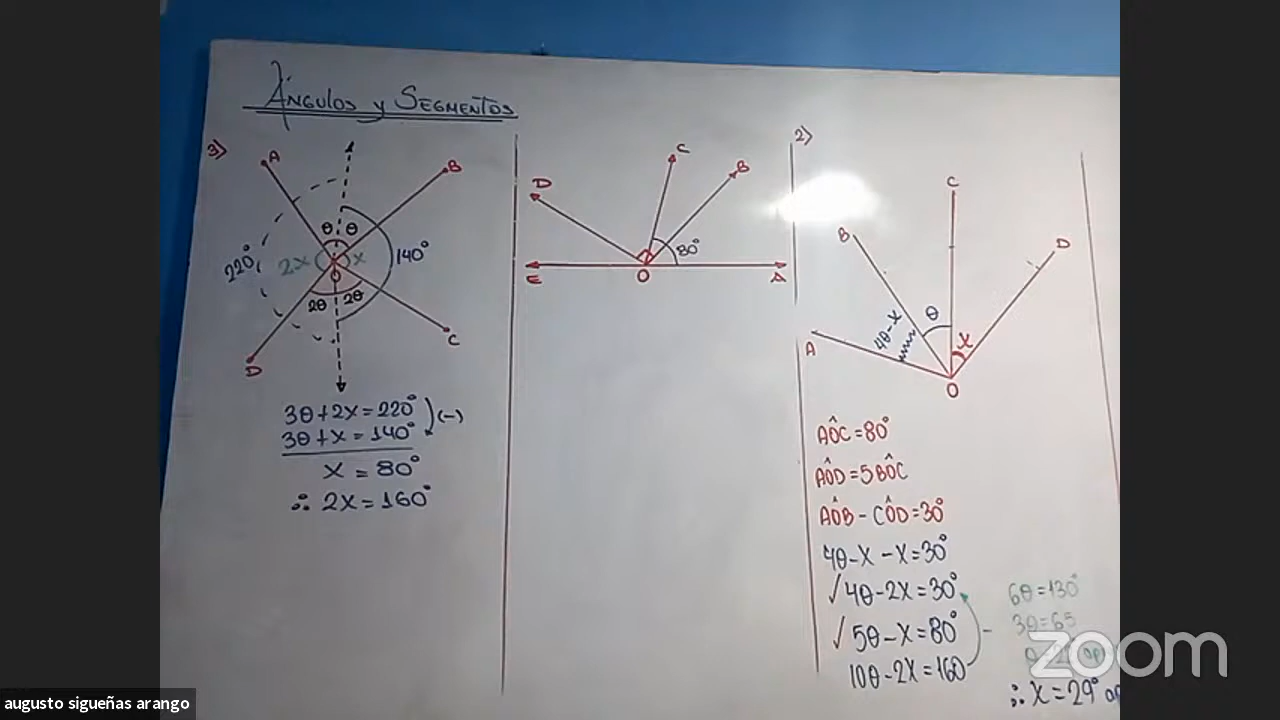 Ángulos y Segmentos
3)
A
B
θ θ
220°
2x
x
140°
O
2θ 2θ
D
C
3θ+2x=220°
3θ+x=140°
(-)
x = 80°
∴ 2x=160°
C
D
B
80°
E
O
A
2)
C
B
D
θ
4θ-x
x
A
O
AÔC=80°
AÔD=5BÔC
AÔB-CÔD=30°
4θ-x-x=30°
✓4θ-2x=30°
✓5θ-x=80°
10θ-2x=160
-
6θ=130°
3θ=65
∴ x=29°
zoom
augusto sigueñas arango